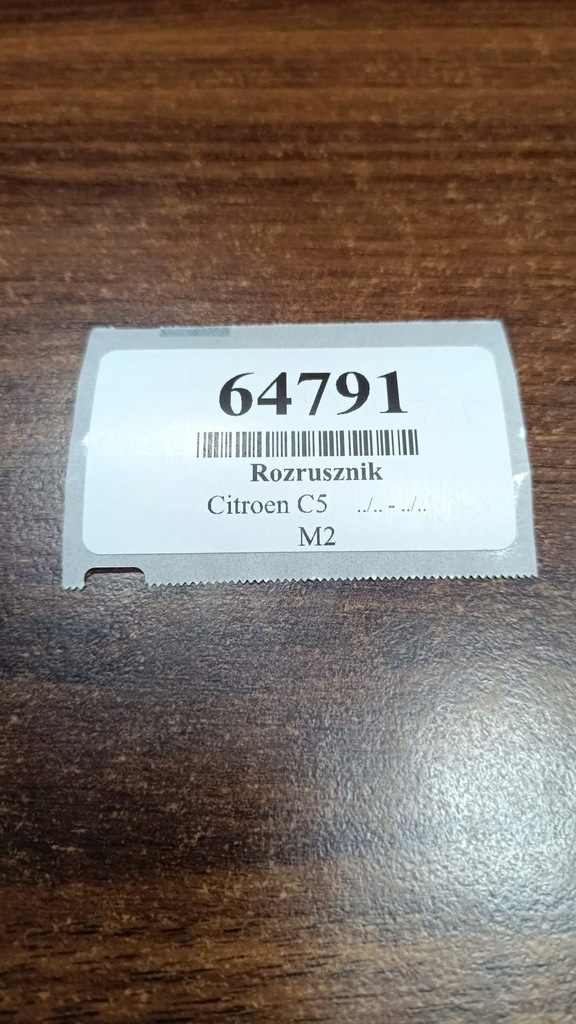 64791
Rozrusznik
Citroen C5 ../.. - ../..
M2